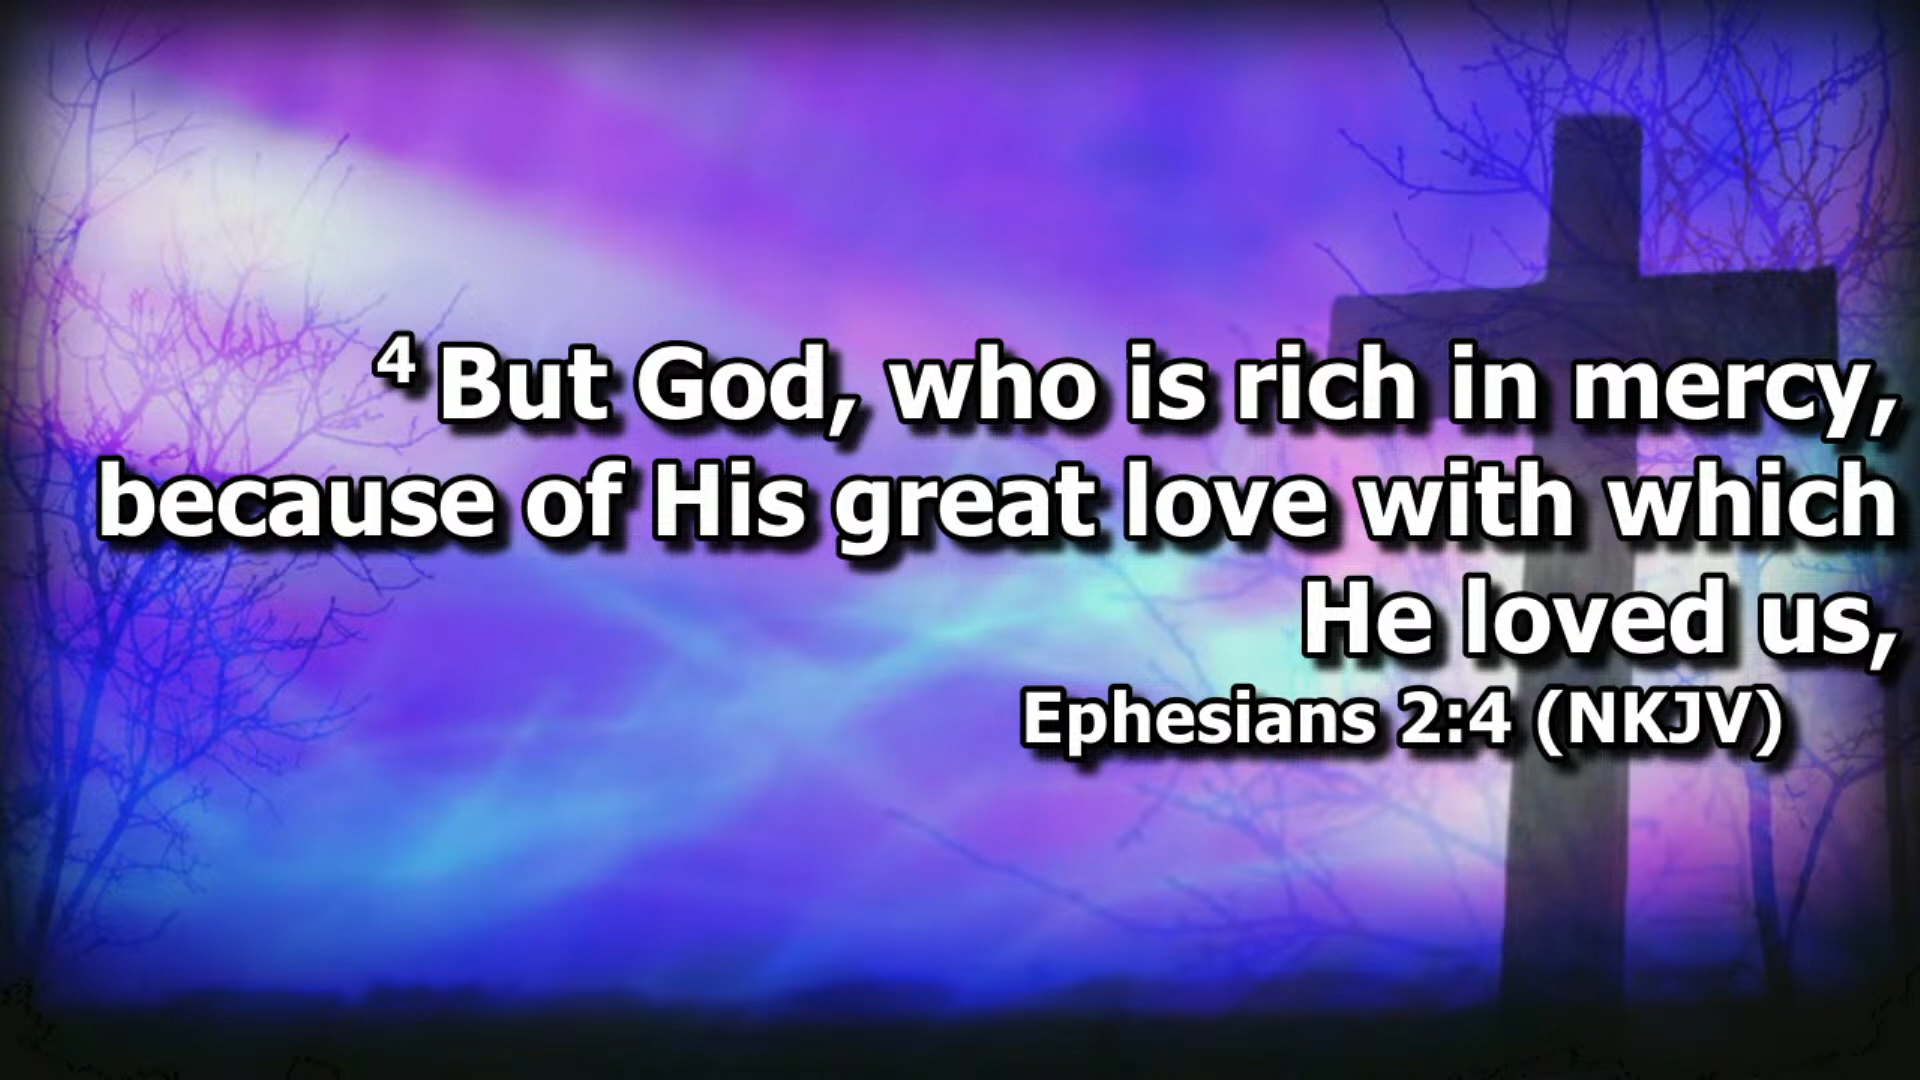 4 But God, who is rich in mercy,
because of His great love with which
He loved us,
Ephesians 2:4 (NKJV)